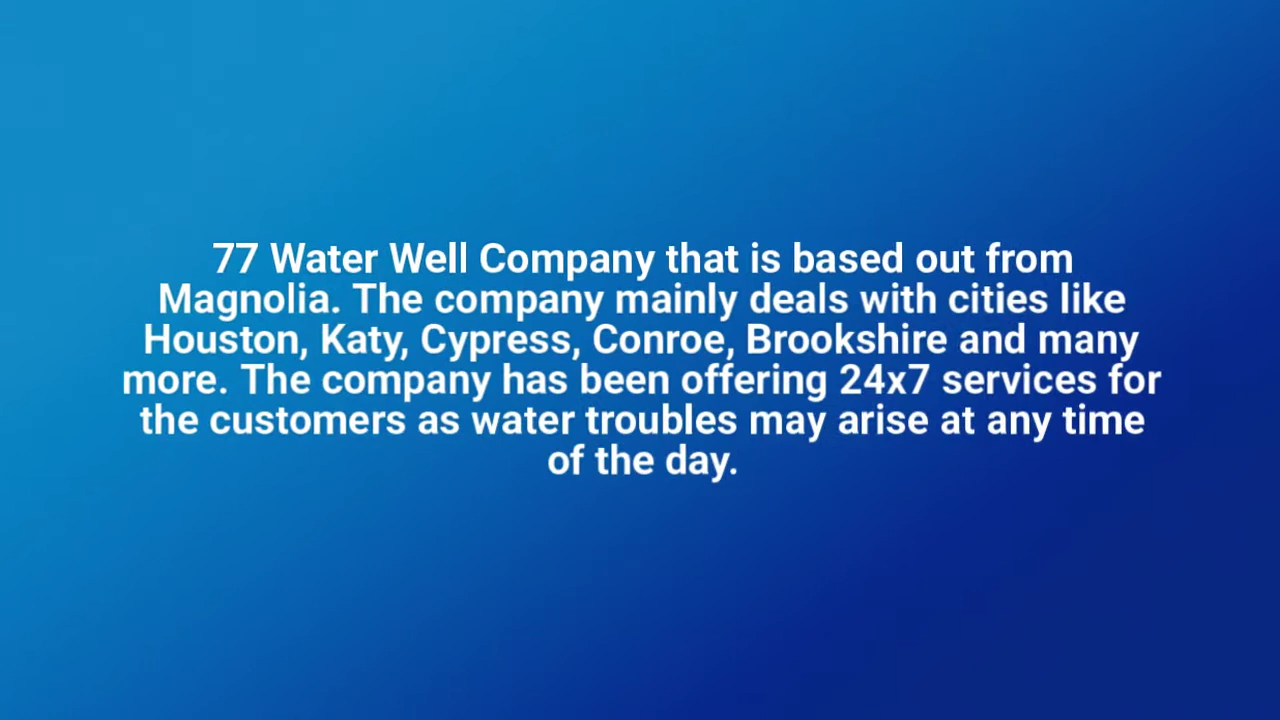 77 Water Well Company that is based out from
Magnolia. The company mainly deals with cities like
Houston, Katy, Cypress, Conroe, Brookshire and many
more. The company has been offering 24x7 services for
the customers as water troubles may arise at any time
of the day.